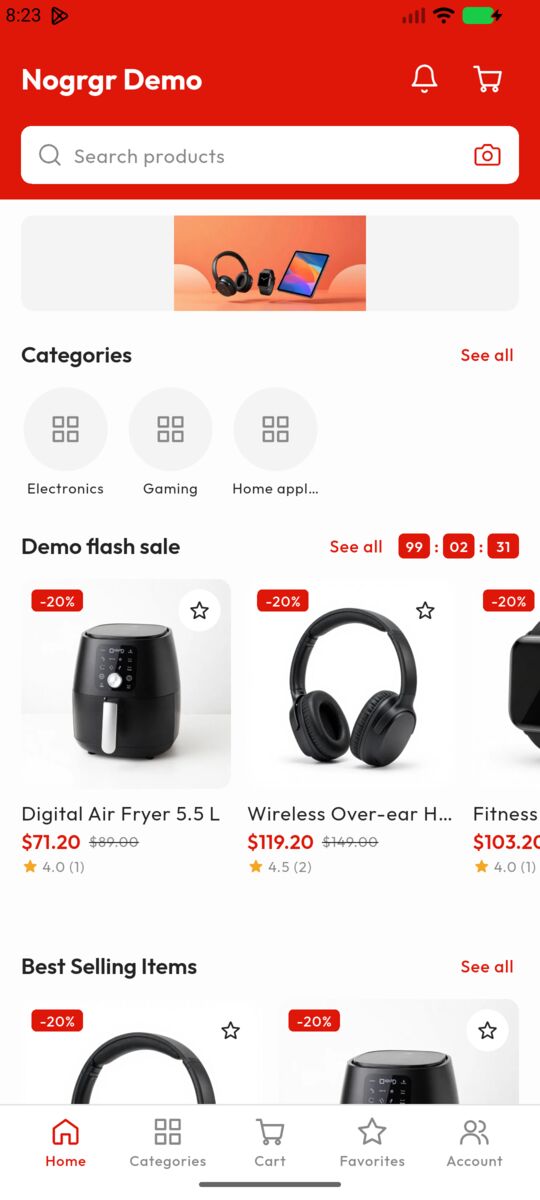 8:23
Nogrgr Demo
Search products
Categories
See all
Electronics
Gaming
Home appl...
Demo flash sale
See all
99 : 02 : 31
-20%
-20%
-20%
Digital Air Fryer 5.5 L
Wireless Over-ear H...
Fitness
$71.20 $89.00
$119.20 $149.00
$103.20
4.0 (1)
4.5 (2)
4.0 (1)
Best Selling Items
See all
-20%
-20%
Home
Categories
Cart
Favorites
Account